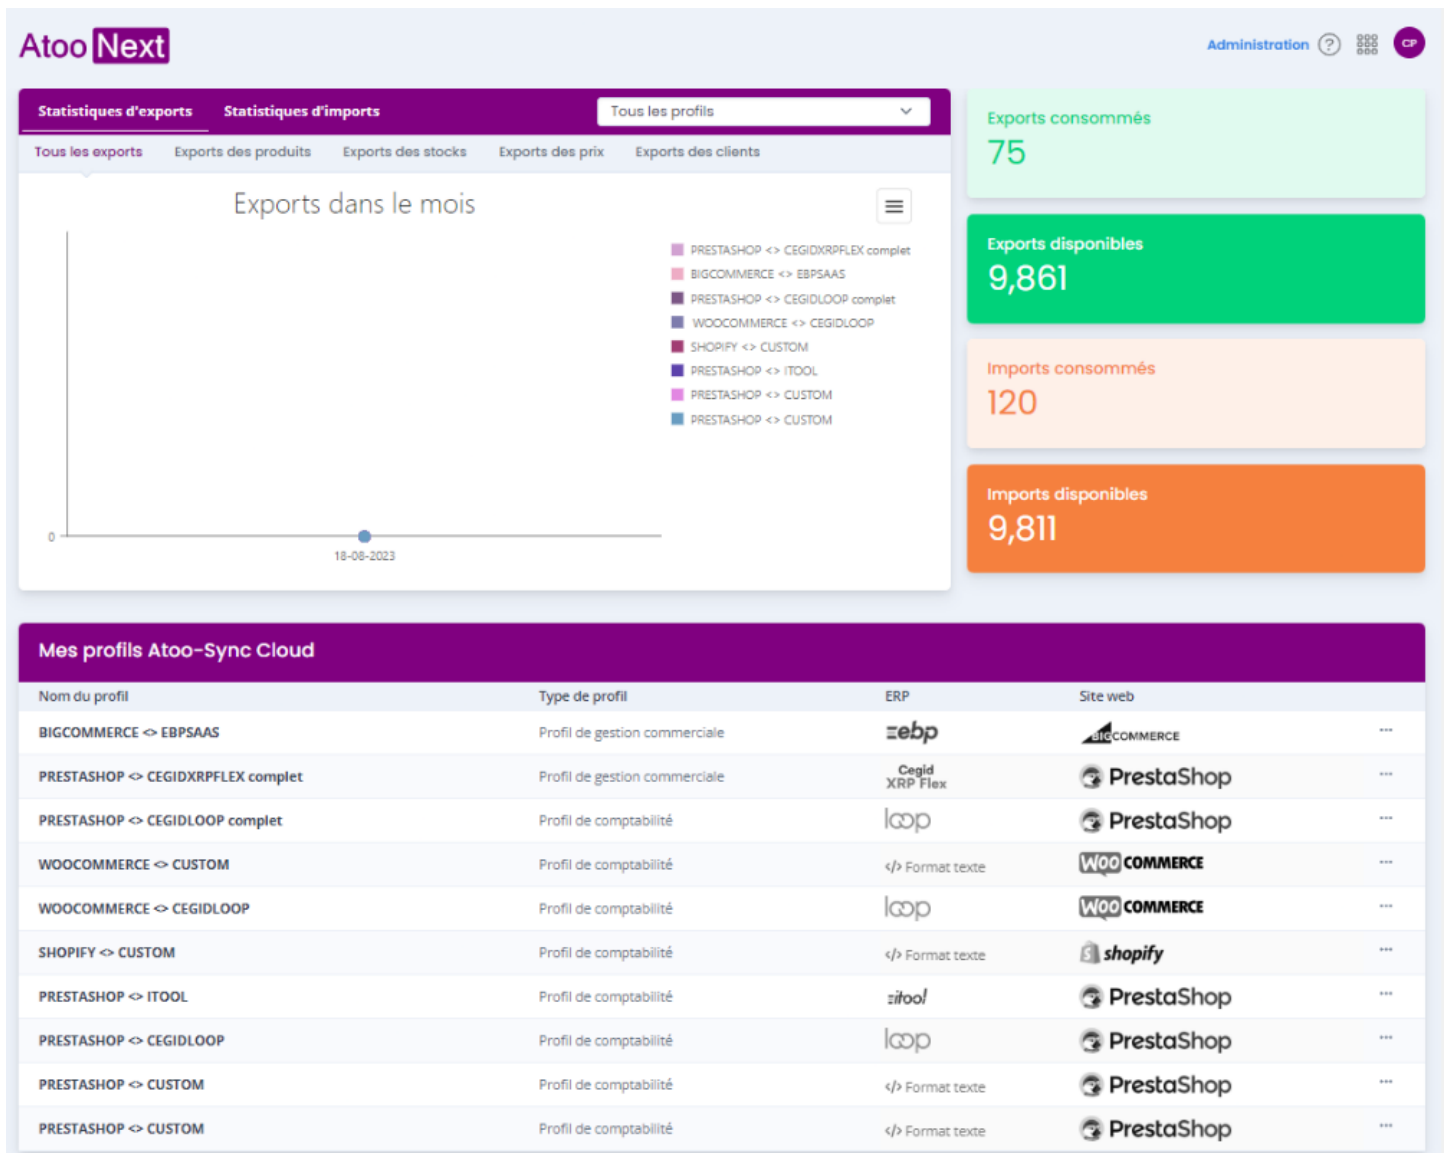 Atoo Next
Administration ? CP
Statistiques d'exports Statistiques d'imports Tous les profils
Tous les exports Exports des produits Exports des stocks Exports des prix Exports des clients
Exports dans le mois
PRESTASHOP <> CEGIDXRPFLEX complet
BIGCOMMERCE <> EBPSAAS
PRESTASHOP <> CEGIDLOOP complet
WOOCOMMERCE <> CEGIDLOOP
SHOPIFY <> CUSTOM
PRESTASHOP <> ITOOL
PRESTASHOP <> CUSTOM
PRESTASHOP <> CUSTOM
0
18-08-2023
Exports consommés
75
Exports disponibles
9,861
Imports consommés
120
Imports disponibles
9,811
Mes profils Atoo-Sync Cloud
Nom du profil Type de profil ERP Site web
BIGCOMMERCE <> EBPSAAS Profil de gestion commerciale ebp BIGCOMMERCE ...
PRESTASHOP <> CEGIDXRPFLEX complet Profil de gestion commerciale Cegid XRP Flex PrestaShop ...
PRESTASHOP <> CEGIDLOOP complet Profil de comptabilité loop PrestaShop ...
WOOCOMMERCE <> CUSTOM Profil de comptabilité </> Format texte WOO COMMERCE ...
WOOCOMMERCE <> CEGIDLOOP Profil de comptabilité loop WOO COMMERCE ...
SHOPIFY <> CUSTOM Profil de comptabilité </> Format texte shopify ...
PRESTASHOP <> ITOOL Profil de comptabilité itool PrestaShop ...
PRESTASHOP <> CEGIDLOOP Profil de comptabilité loop PrestaShop ...
PRESTASHOP <> CUSTOM Profil de comptabilité </> Format texte PrestaShop ...
PRESTASHOP <> CUSTOM Profil de comptabilité </> Format texte PrestaShop ...